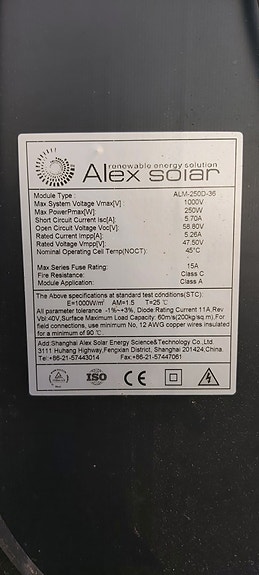 renewable energy solution
Alex solar
Module Type : ALM-250D-36
Max System Voltage Vmax[V] : 1000V
Max PowerPmax[W]: 250W
Short Circuit Current Isc[A]: 5.70A
Open Circuit Voltage Voc[V]: 58.80V
Rated Current Impp[A]: 5.26A
Rated Voltage Vmpp[V]: 47.50V
Nominal Operating Cell Temp(NOCT): 45°C
Max Series Fuse Rating: 15A
Fire Resistance: Class C
Module Application: Class A
The Above specifications at standard test conditions(STC):
E=1000W/㎡ AM=1.5 T=25 ℃
All parameter tolerance -1%~+3%, Diode:Rating Current 11A,Rev
Vbl:40V,Surface Maximum Load Capacity: 60m/s(200kg/sq.m).For
field connections, use minimum No, 12 AWG copper wires insulated
for a minimum of 90 ℃.
Add:Shanghai Alex Solar Energy Science&Technology Co., Ltd
3111 Huhang Highway,Fengxian District, Shanghai 201424,China.
Tel:+86-21-57443014 Fax:+86-21-57447061
ISO CE